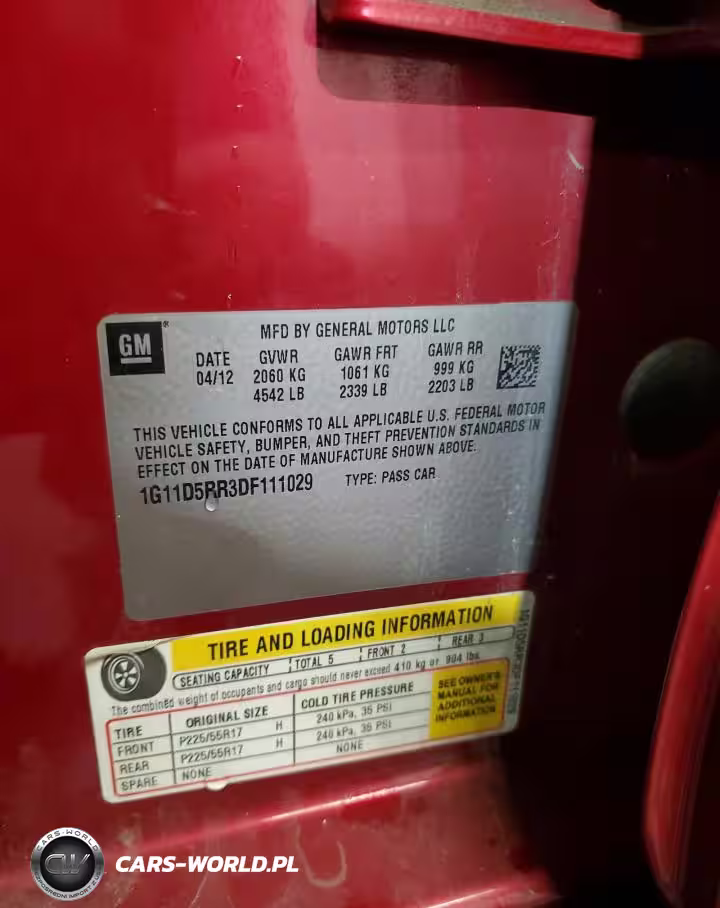 GM
MFD BY GENERAL MOTORS LLC
DATE GVWR GAWR FRT GAWR RR
04/12 2060 KG 1061 KG 999 KG
4542 LB 2339 LB 2203 LB
THIS VEHICLE CONFORMS TO ALL APPLICABLE U.S. FEDERAL MOTOR
VEHICLE SAFETY, BUMPER, AND THEFT PREVENTION STANDARDS IN
EFFECT ON THE DATE OF MANUFACTURE SHOWN ABOVE.
1G11D5RR3DF111029 TYPE: PASS CAR
TIRE AND LOADING INFORMATION
SEATING CAPACITY TOTAL 5 FRONT 2 REAR 3
The combined weight of occupants and cargo should never exceed 410 kg or 904 lbs.
TIRE ORIGINAL SIZE COLD TIRE PRESSURE
FRONT P225/55R17 H 240 kPa, 35 PSI
REAR P225/55R17 H 240 kPa, 35 PSI
SPARE NONE NONE
SEE OWNER'S
MANUAL FOR
ADDITIONAL
INFORMATION
CARS-WORLD
CW
CARS-WORLD.PL